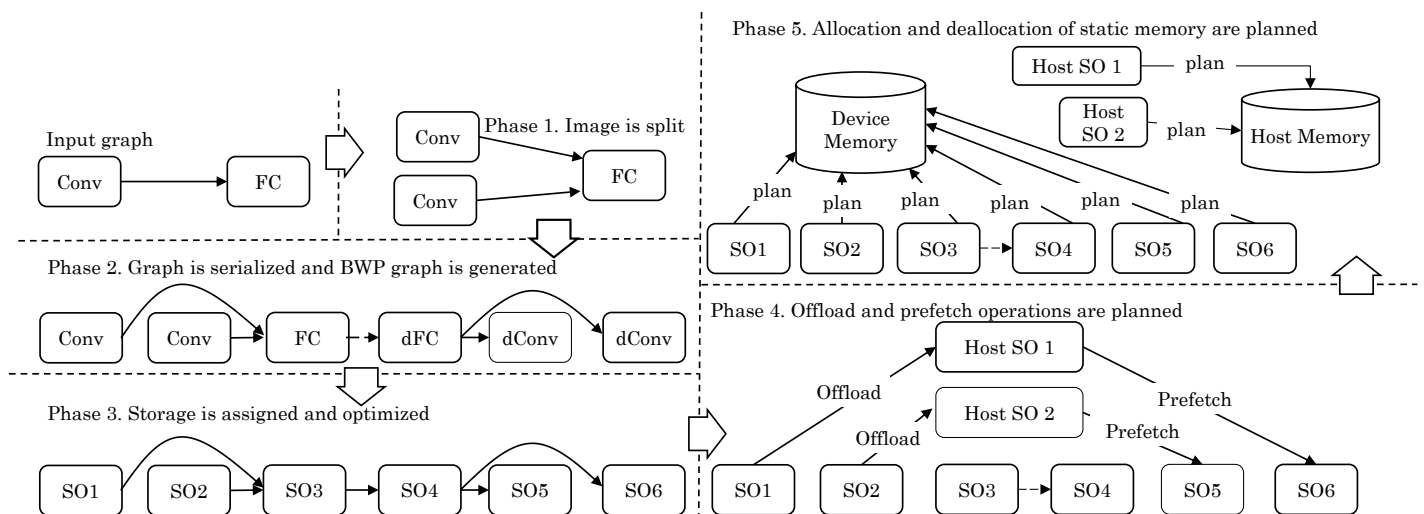 Input graph
Conv
FC
Phase 1. Image is split
Conv
Conv
FC
Phase 2. Graph is serialized and BWP graph is generated
Conv
Conv
FC
dFC
dConv
dConv
Phase 3. Storage is assigned and optimized
SO1
SO2
SO3
SO4
SO5
SO6
Phase 4. Offload and prefetch operations are planned
Host SO 1
Offload
Prefetch
Host SO 2
Offload
Prefetch
SO1
SO2
SO3
SO4
SO5
SO6
Phase 5. Allocation and deallocation of static memory are planned
Host SO 1
plan
Host
SO 2
plan
Host Memory
Device
Memory
plan
plan
plan
plan
plan
plan
SO1
SO2
SO3
SO4
SO5
SO6